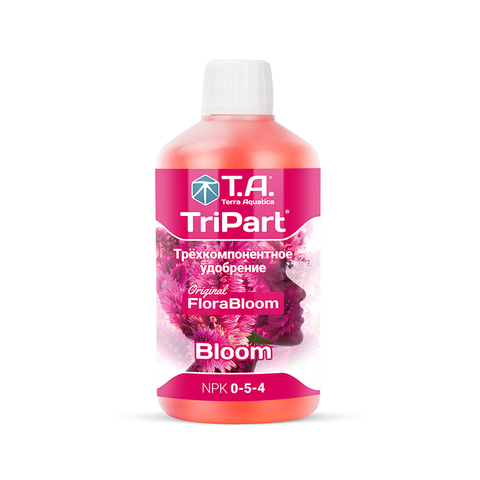 T.A.®
Terra Aquatica
TriPart®
Трёхкомпонентное
удобрение
Original
FloraBloom
Bloom
NPK 0-5-4